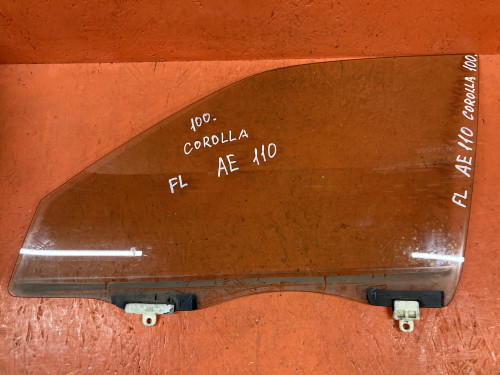 100.
COROLLA
FL AE 110
FL AE 110 COROLLA 100.